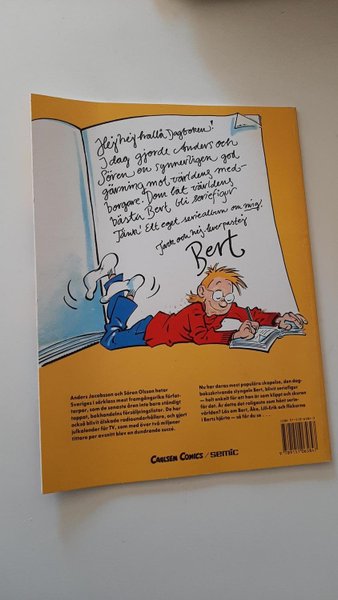 Hej hej hallå Dagboken!
I dag gjorde Anders och
Sören en synnerligen god
gärning mot världens med-
borgare. Dom lät världens
bästa Bert bli seriefigur
Tänk! Ett eget seriealbum om mig!
Tack och hej leverpastej
Bert
Anders Jacobsson och Sören Olsson heter
Sveriges i särklass mest framgångsrika författ-
tarpar, som de senaste åren inte bara ständigt
toppat bokhandelns försäljningslistor. De har
också blivit älskade radiounderhållare, och gjort
julkalender för TV, som med över två miljoner
tittare per avsnitt blev en dundrande succé.
Nu har deras mest populära skapelse, den dag-
boksskrivande slyngeln Bert, blivit seriefigur
– helt enkelt för att han är som klippt och skuren
för det. Är detta det roligaste som hänt serie-
världen? Läs om Bert, Åke, Lill-Erik och flickorna
i Berts hjärta — så får du se
CARLSEN COMICS / SEMIC